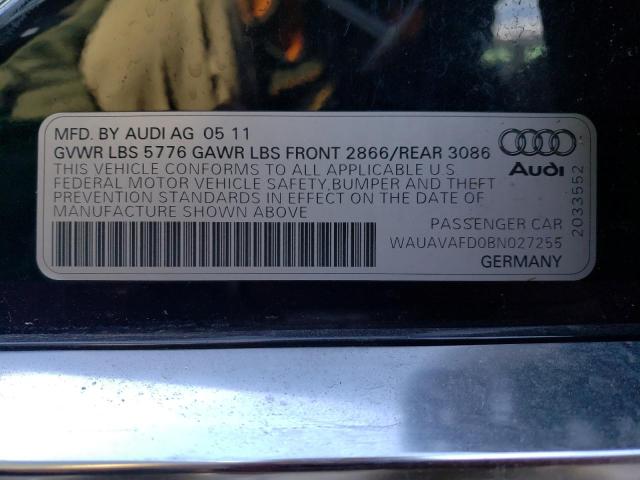 MFD. BY AUDI AG 05 11
GVWR LBS 5776 GAWR LBS FRONT 2866/REAR 3086
THIS VEHICLE CONFORMS TO ALL APPLICABLE U S
FEDERAL MOTOR VEHICLE SAFETY,BUMPER AND THEFT
PREVENTION STANDARDS IN EFFECT ON THE DATE OF
MANUFACTURE SHOWN ABOVE
Audi
2033552
PASSENGER CAR
WAUAVAFD0BN027255
GERMANY